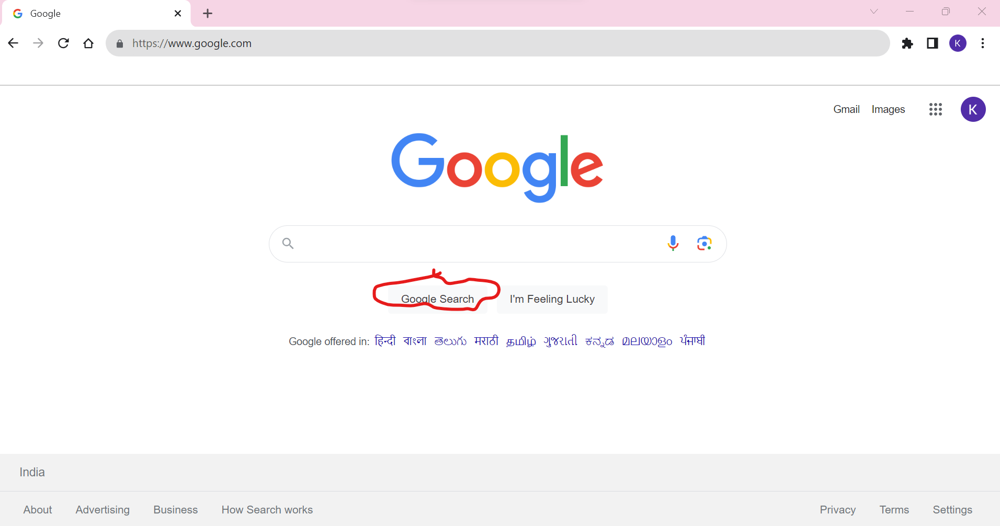 Google
https://www.google.com
K
Gmail Images
K
Google
Google Search I'm Feeling Lucky
Google offered in: हिन्दी বাংলা తెలుగు मराठी தமிழ் ગુજરાતી ಕನ್ನಡ മലയാളം ਪੰਜਾਬੀ
India
About Advertising Business How Search works Privacy Terms Settings